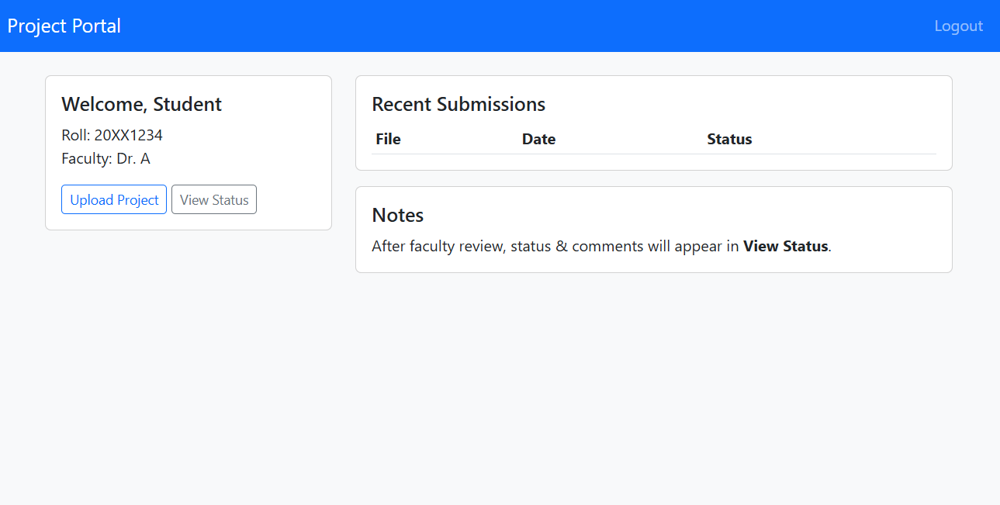 Project Portal
Logout
Welcome, Student
Roll: 20XX1234
Faculty: Dr. A
Upload Project
View Status
Recent Submissions
File Date Status
Notes
After faculty review, status & comments will appear in View Status.